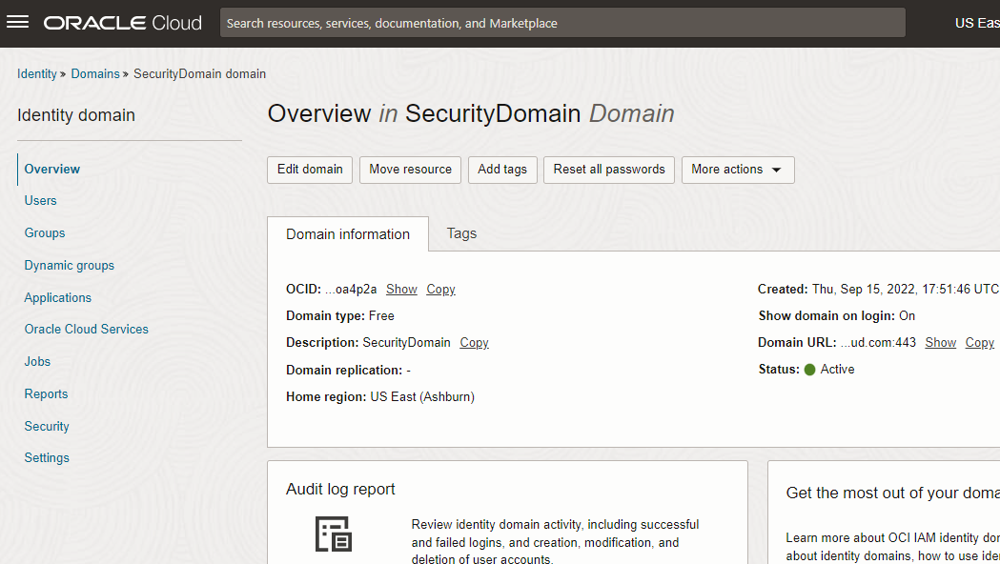 ORACLE Cloud
Search resources, services, documentation, and Marketplace
US Eas
Identity » Domains » SecurityDomain domain
Identity domain
Overview
Users
Groups
Dynamic groups
Applications
Oracle Cloud Services
Jobs
Reports
Security
Settings
Overview in SecurityDomain Domain
Edit domain
Move resource
Add tags
Reset all passwords
More actions
Domain information
Tags
OCID: ...oa4p2a Show Copy
Domain type: Free
Description: SecurityDomain Copy
Domain replication: -
Home region: US East (Ashburn)
Created: Thu, Sep 15, 2022, 17:51:46 UTC
Show domain on login: On
Domain URL: ...ud.com:443 Show Copy
Status: Active
Audit log report
Review identity domain activity, including successful
and failed logins, and creation, modification, and
deletion of user accounts.
Get the most out of your doma
Learn more about OCI IAM identity dor
about identity domains, how to use ide